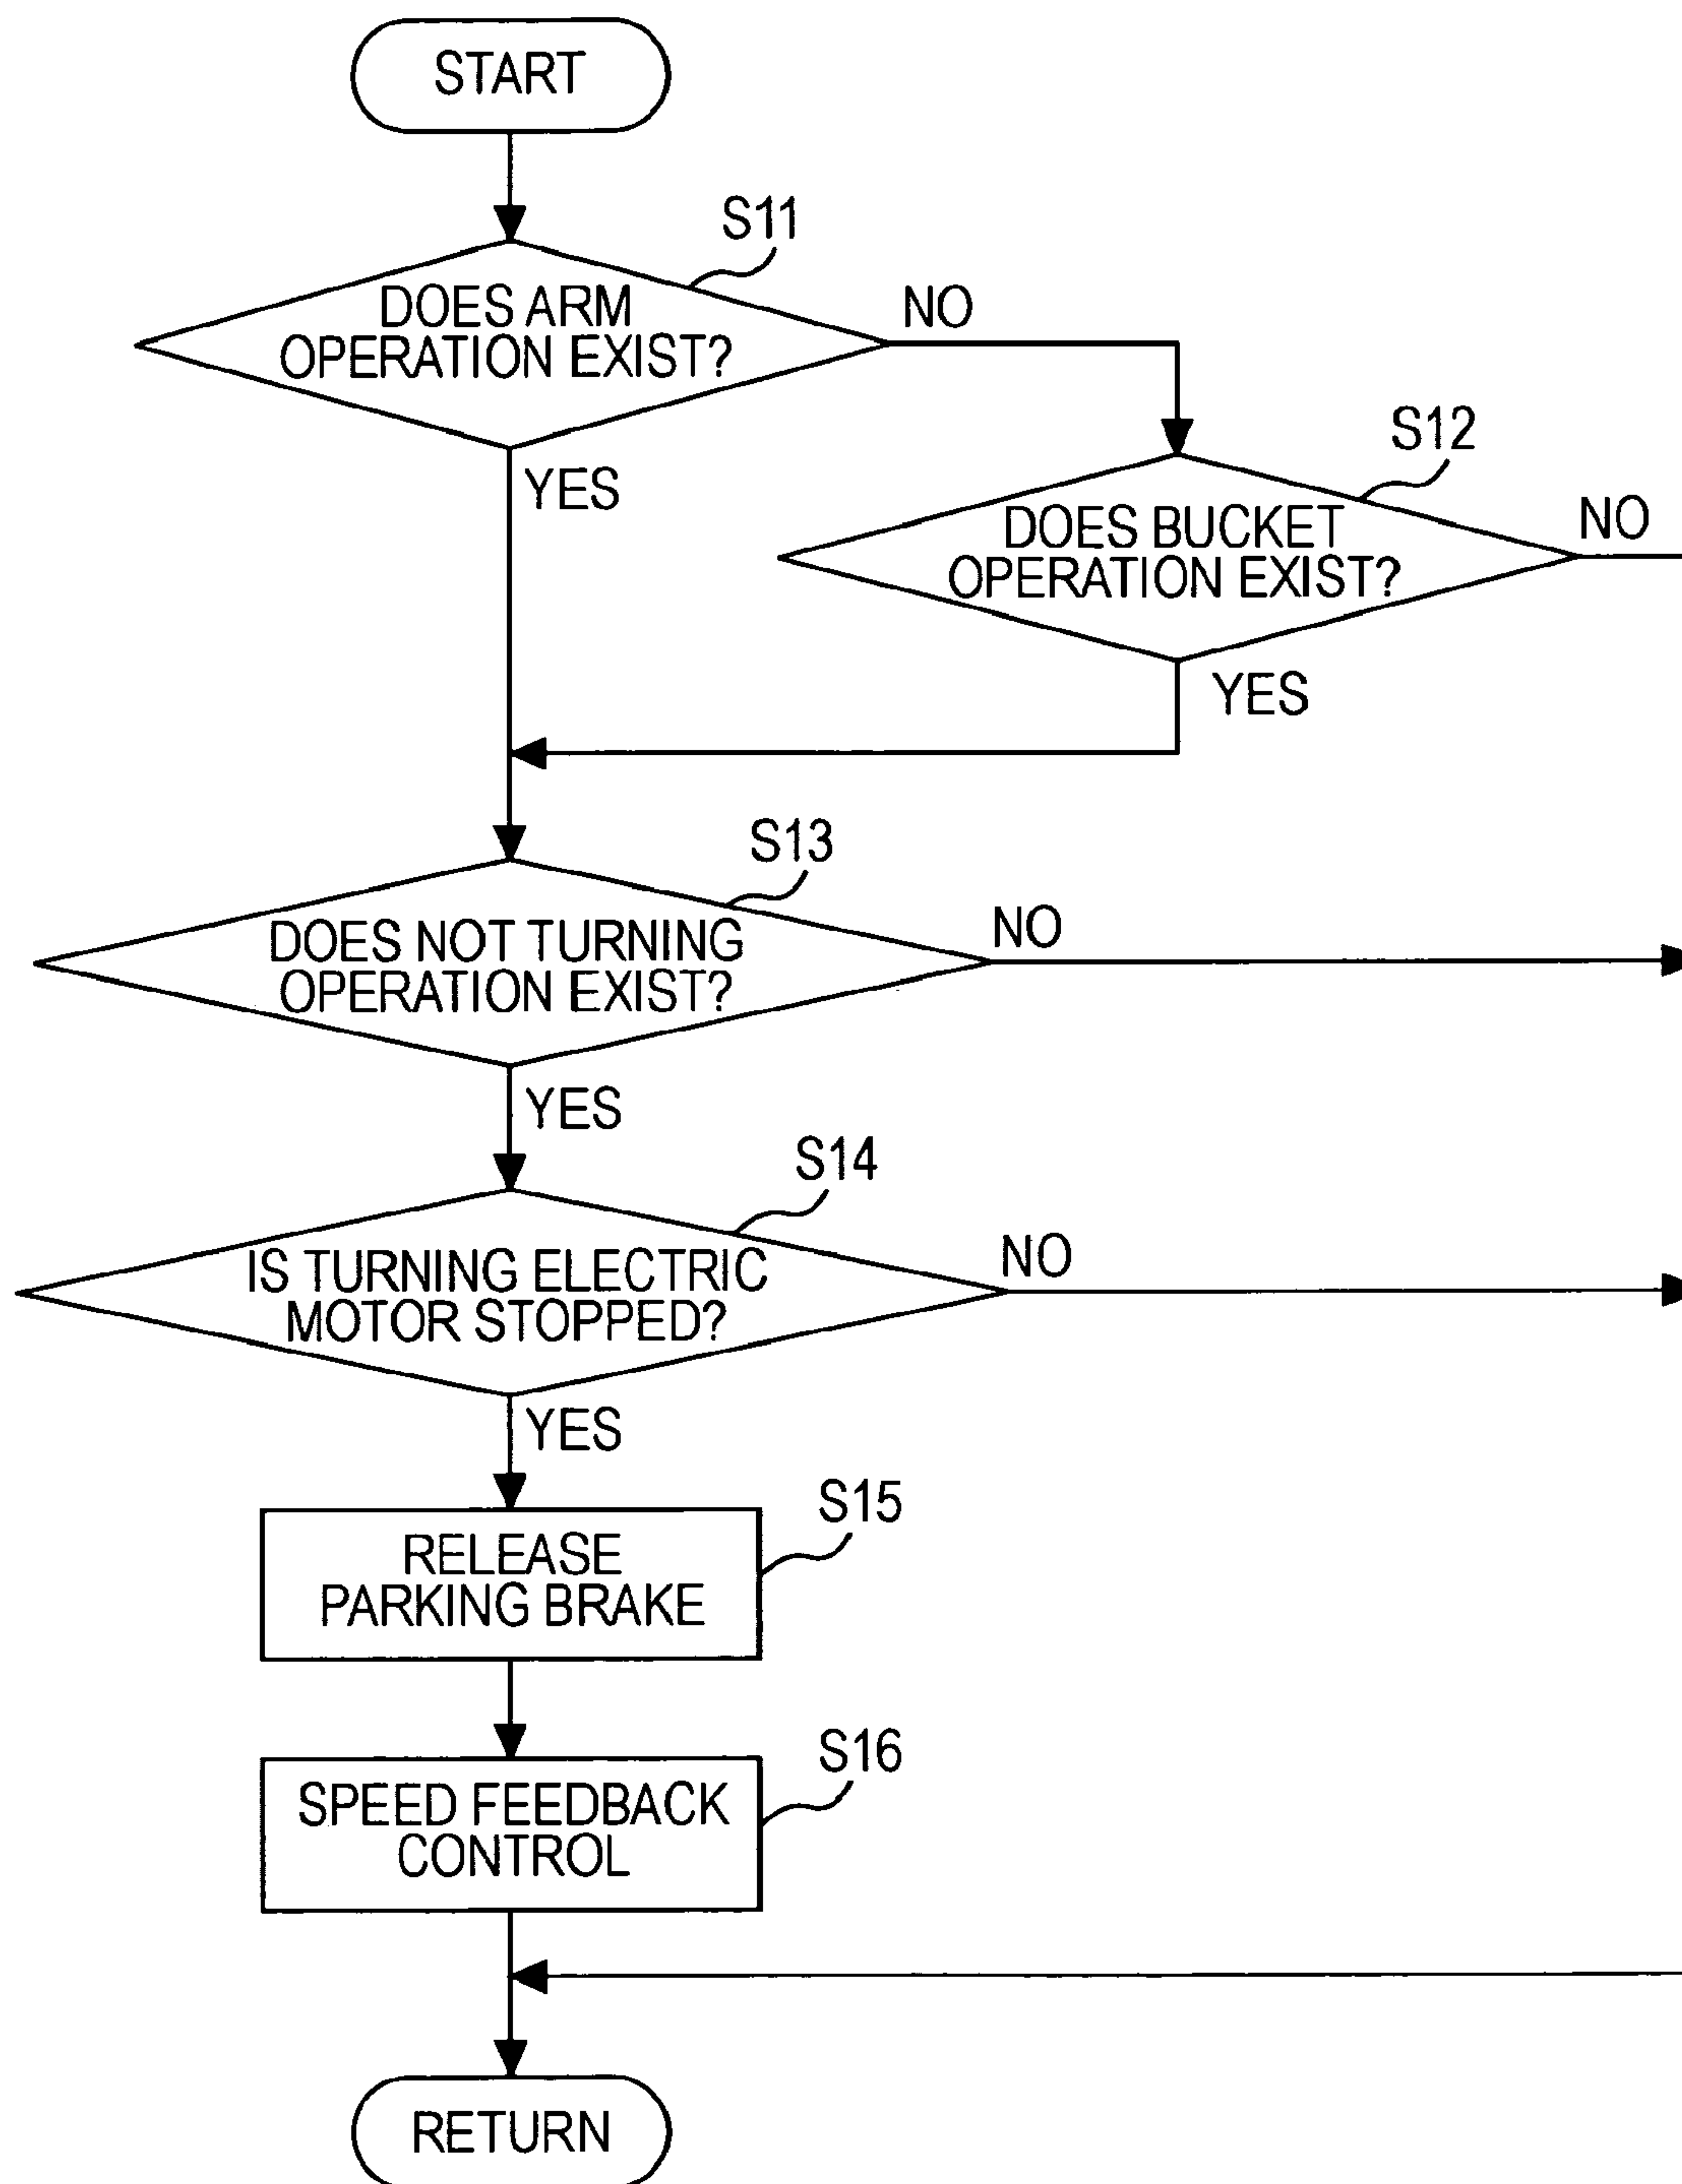 START
S11
DOES ARM
OPERATION EXIST?
NO
YES
S12
DOES BUCKET
OPERATION EXIST?
NO
YES
S13
DOES NOT TURNING
OPERATION EXIST?
NO
YES
S14
IS TURNING ELECTRIC
MOTOR STOPPED?
NO
YES
S15
RELEASE
PARKING BRAKE
S16
SPEED FEEDBACK
CONTROL
RETURN